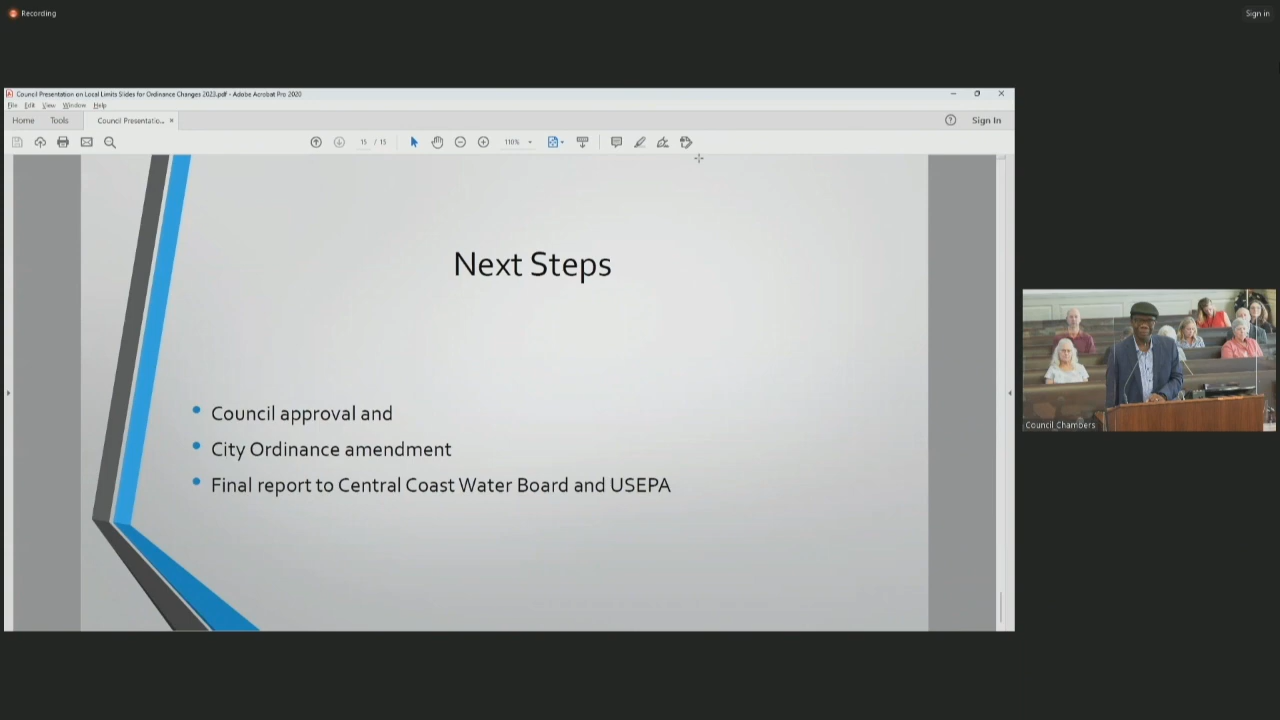 Recording
Sign in
Council Presentation on Local Limits Slides for Ordinance Changes 2023.pdf - Adobe Acrobat Pro 2020
File Edit View Window Help
Home Tools Council Presentatio... × Sign In
15 / 15 110%
Next Steps
• Council approval and
• City Ordinance amendment
• Final report to Central Coast Water Board and USEPA
Council Chambers